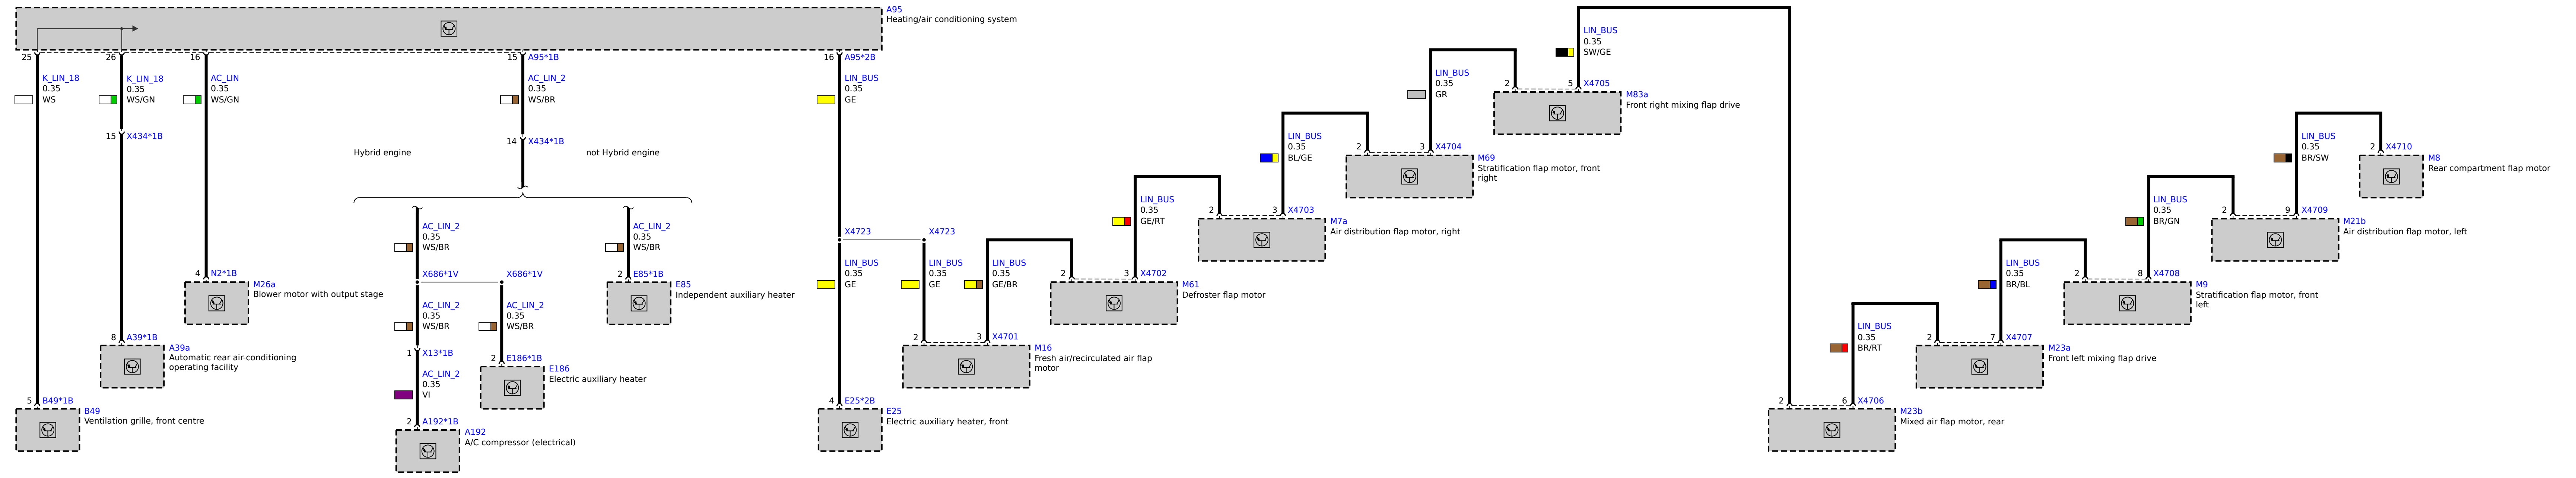 A95
Heating/air conditioning system
25
26
16
15
A95*1B
16
A95*2B
K_LIN_18
0.35
WS
K_LIN_18
0.35
WS/GN
AC_LIN
0.35
WS/GN
AC_LIN_2
0.35
WS/BR
LIN_BUS
0.35
GE
15
X434*1B
14
X434*1B
Hybrid engine
not Hybrid engine
AC_LIN_2
0.35
WS/BR
AC_LIN_2
0.35
WS/BR
4
N2*1B
M26a
Blower motor with output stage
X686*1V
X686*1V
2
E85*1B
E85
Independent auxiliary heater
AC_LIN_2
0.35
WS/BR
AC_LIN_2
0.35
WS/BR
8
A39*1B
A39a
Automatic rear air-conditioning
operating facility
1
X13*1B
2
E186*1B
E186
Electric auxiliary heater
AC_LIN_2
0.35
VI
5
B49*1B
B49
Ventilation grille, front centre
2
A192*1B
A192
A/C compressor (electrical)
X4723
X4723
LIN_BUS
0.35
GE
LIN_BUS
0.35
GE
4
E25*2B
E25
Electric auxiliary heater, front
2
LIN_BUS
0.35
GE/BR
3
X4701
M16
Fresh air/recirculated air flap
motor
2
LIN_BUS
0.35
GE/RT
3
X4702
M61
Defroster flap motor
2
LIN_BUS
0.35
BL/GE
3
X4703
M7a
Air distribution flap motor, right
2
LIN_BUS
0.35
GR
3
X4704
M69
Stratification flap motor, front
right
2
LIN_BUS
0.35
SW/GE
5
X4705
M83a
Front right mixing flap drive
2
LIN_BUS
0.35
BR/RT
6
X4706
M23b
Mixed air flap motor, rear
2
LIN_BUS
0.35
BR/BL
7
X4707
M23a
Front left mixing flap drive
2
LIN_BUS
0.35
BR/GN
8
X4708
M9
Stratification flap motor, front
left
2
LIN_BUS
0.35
BR/SW
9
X4709
M21b
Air distribution flap motor, left
2
X4710
M8
Rear compartment flap motor